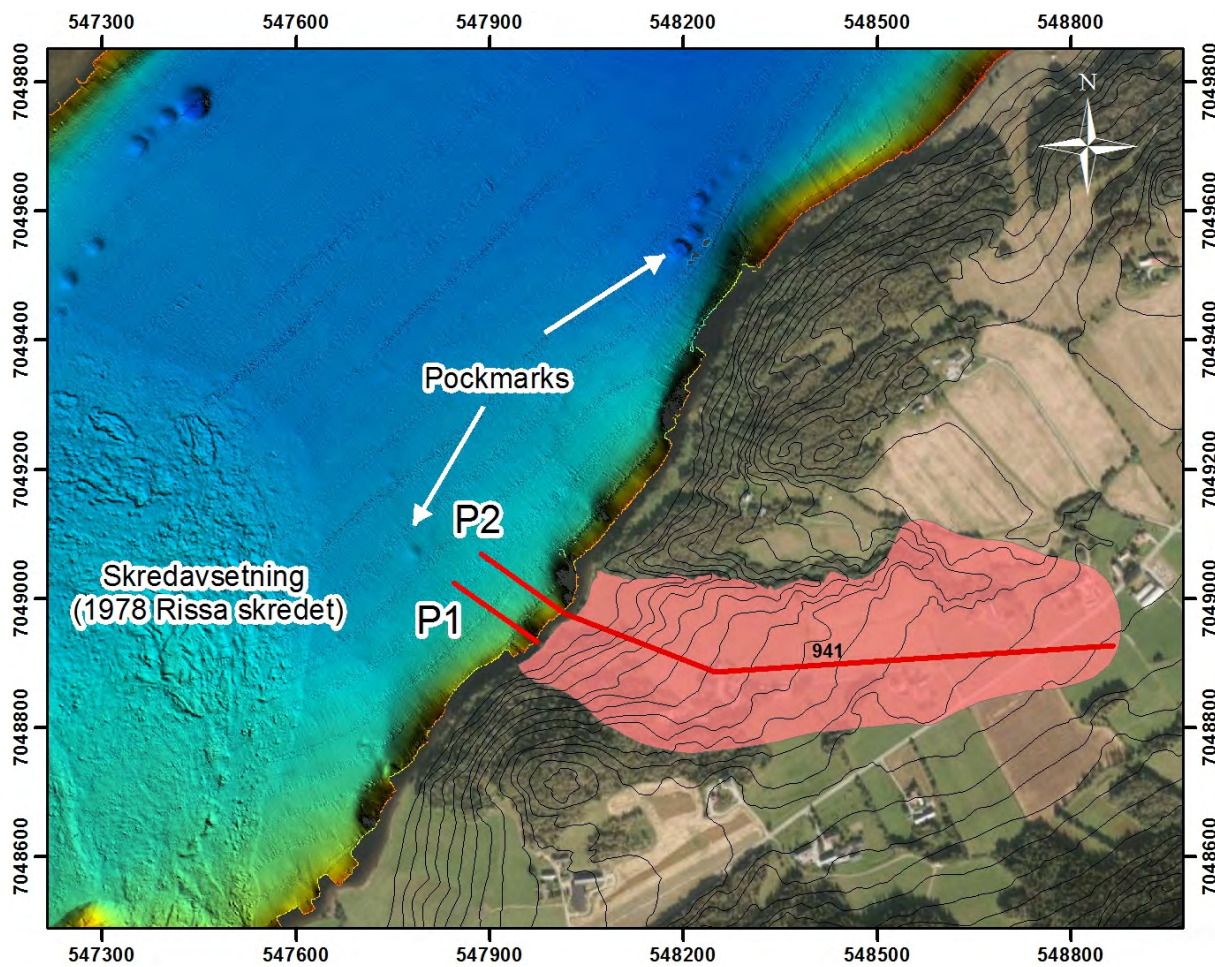 547300 547600 547900 548200 548500 548800
7049800 7049800
N
7049600 7049600
7049400 7049400
Pockmarks
7049200 7049200
P2
Skredavsetning
(1978 Rissa skredet)
7049000 7049000
P1
941
7048800 7048800
7048600 7048600
547300 547600 547900 548200 548500 548800